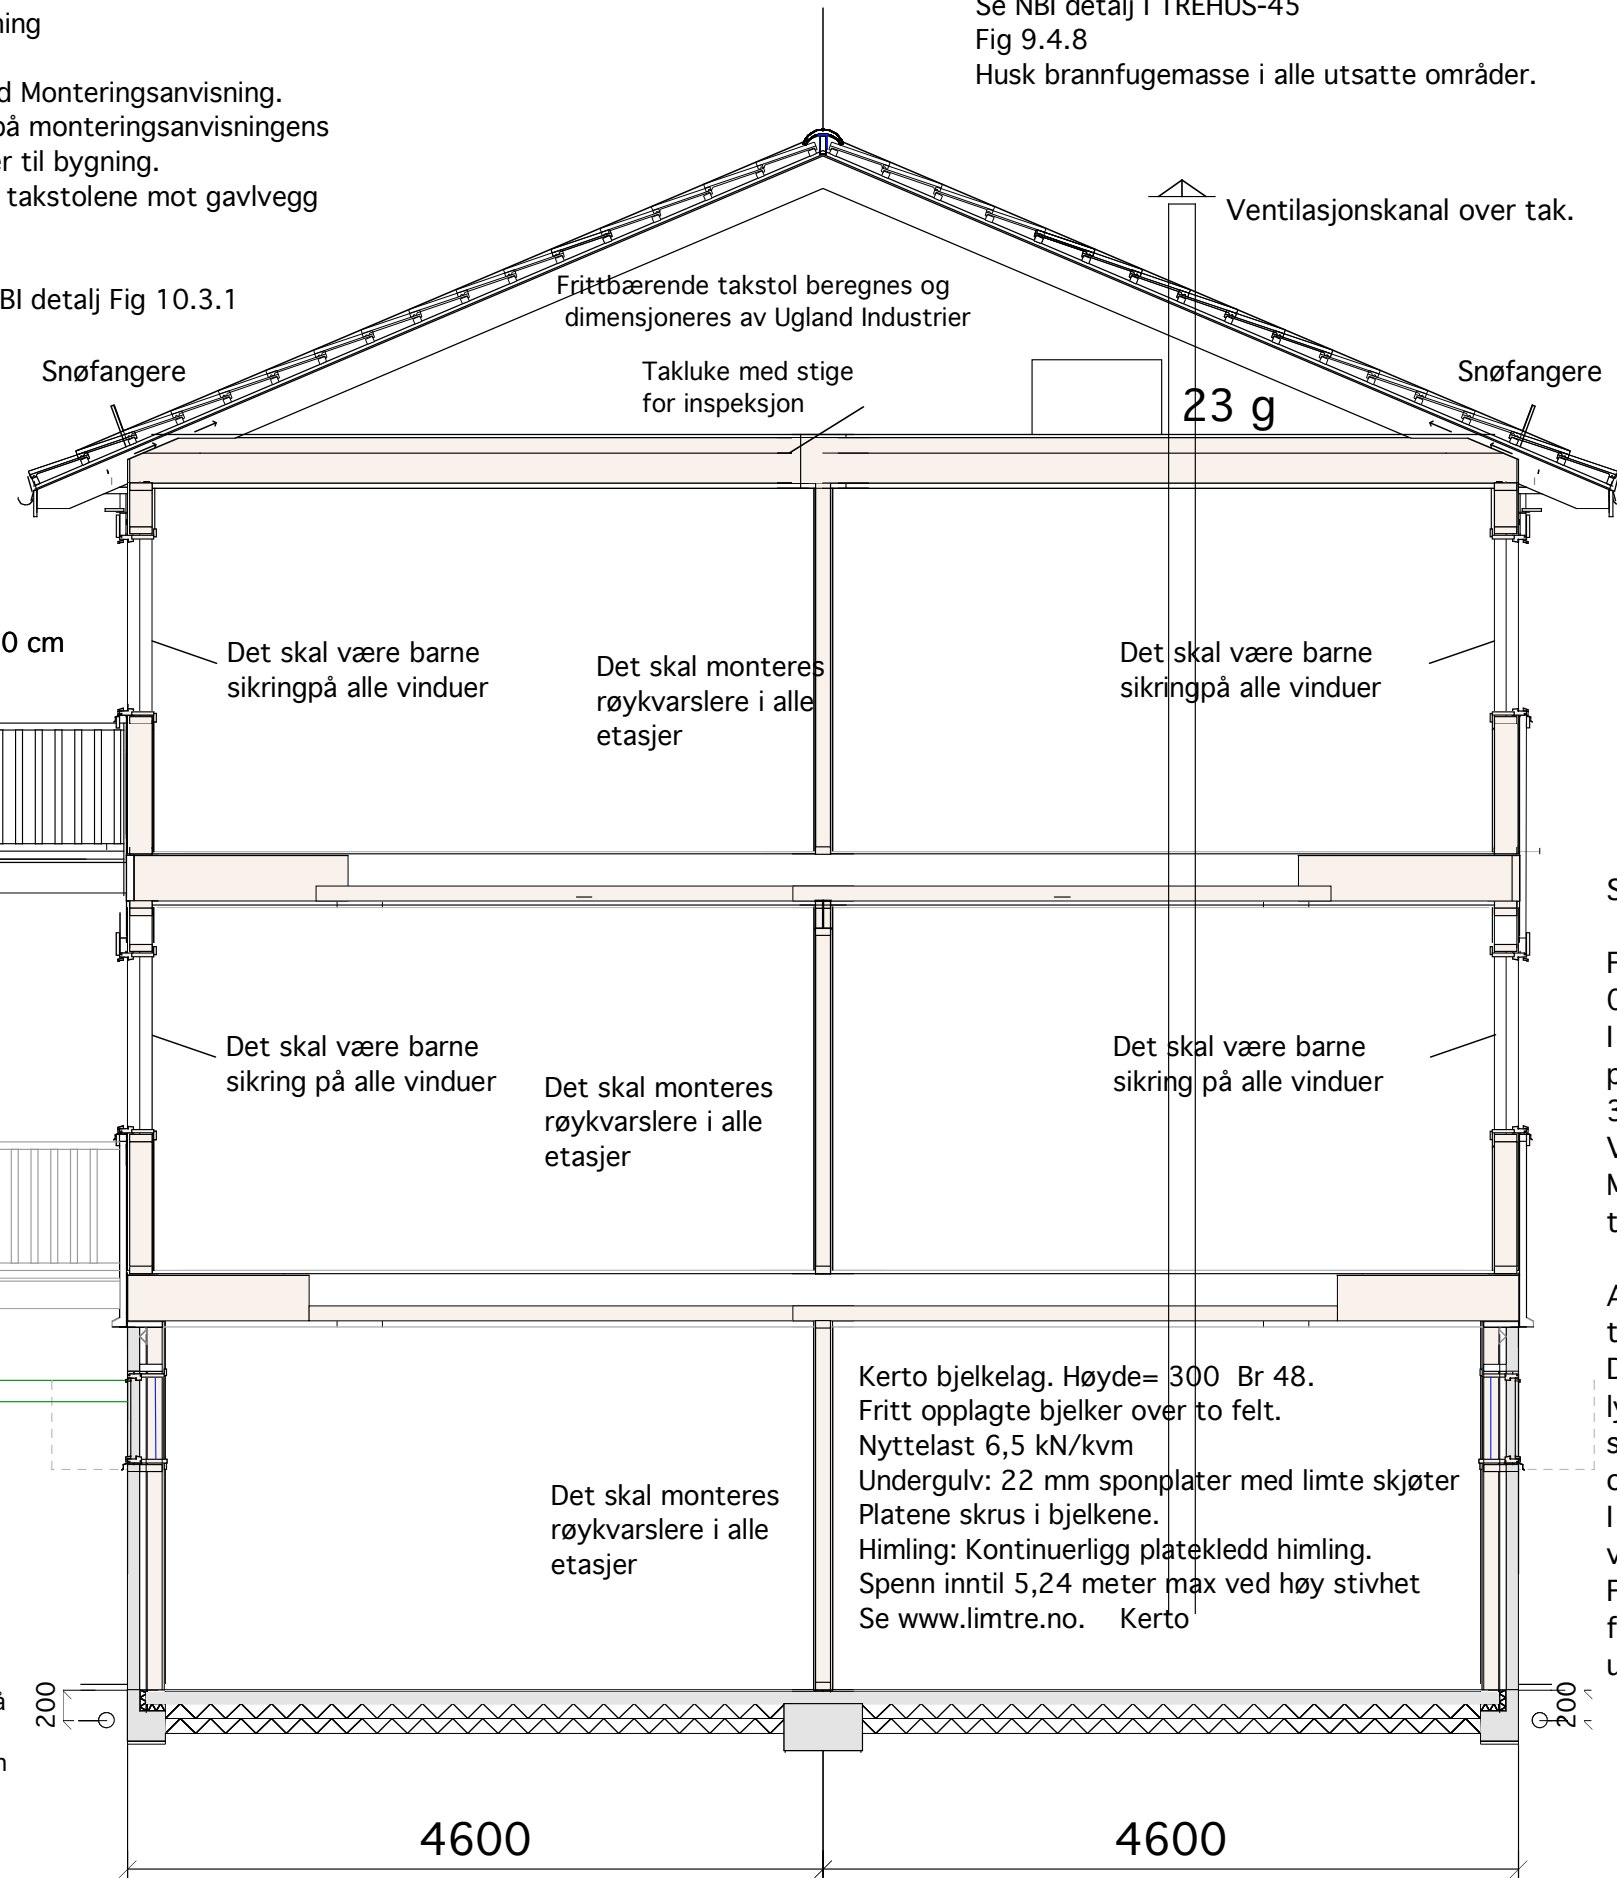 ning
d Monteringsanvisning.
på monteringsanvisningens
er til bygning.
takstolene mot gavlvegg
BI detalj Fig 10.3.1
Se NBI detalj i TREHUS-45
Fig 9.4.8
Husk brannfugemasse i alle utsatte områder.
Ventilasjonskanal over tak.
Frittbærende takstol beregnes og
dimensjoneres av Ugland Industrier
Snøfangere
Takluke med stige
for inspeksjon
23 g
Snøfangere
0 cm
Det skal være barne
sikringpå alle vinduer
Det skal monteres
røykvarslere i alle
etasjer
Det skal være barne
sikringpå alle vinduer
Det skal være barne
sikring på alle vinduer
Det skal monteres
røykvarslere i alle
etasjer
Det skal være barne
sikring på alle vinduer
Det skal monteres
røykvarslere i alle
etasjer
Kerto bjelkelag. Høyde= 300 Br 48.
Fritt opplagte bjelker over to felt.
Nyttelast 6,5 kN/kvm
Undergulv: 22 mm sponplater med limte skjøter
Platene skrus i bjelkene.
Himling: Kontinuerligg platekledd himling.
Spenn inntil 5,24 meter max ved høy stivhet
Se www.limtre.no. Kerto
å
200
200
4600
4600